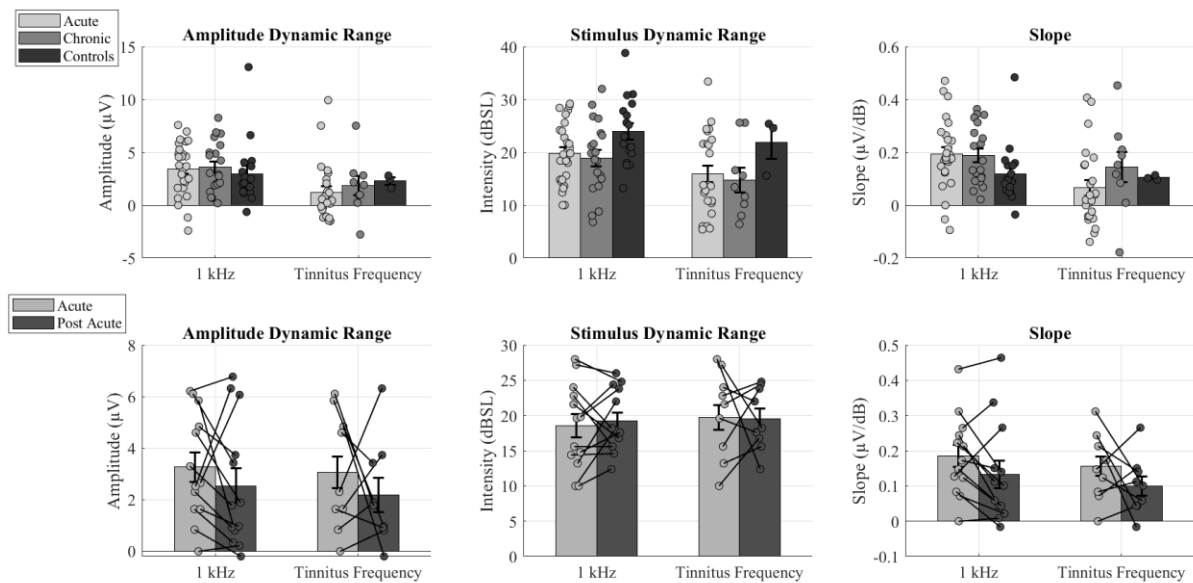 Acute
Chronic
Controls
Amplitude Dynamic Range
Amplitude (µV)
15
10
5
0
-5
1 kHz
Tinnitus Frequency
Stimulus Dynamic Range
Intensity (dBSL)
40
30
20
10
0
1 kHz
Tinnitus Frequency
Slope
Slope (µV/dB)
0.6
0.4
0.2
0
-0.2
1 kHz
Tinnitus Frequency
Acute
Post Acute
Amplitude Dynamic Range
Amplitude (µV)
8
6
4
2
0
1 kHz
Tinnitus Frequency
Stimulus Dynamic Range
Intensity (dBSL)
35
30
25
20
15
10
5
0
1 kHz
Tinnitus Frequency
Slope
Slope (µV/dB)
0.5
0.4
0.3
0.2
0.1
0
-0.1
1 kHz
Tinnitus Frequency